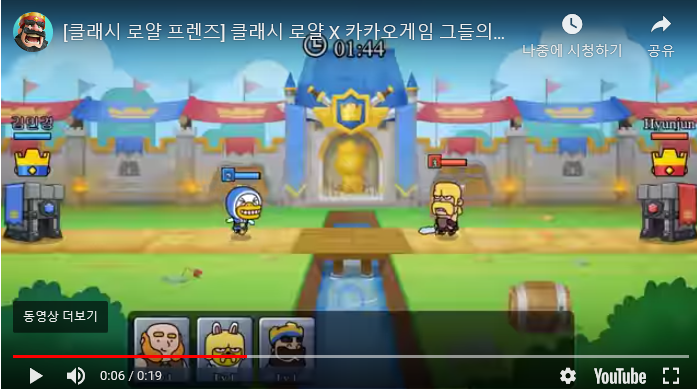 [클래시 로얄 프렌즈] 클래시 로얄 X 카카오게임 그들의...
나중에 시청하기
공유
01:44
김민경
Hyunjun
동영상 더보기
0:06 / 0:19
YouTube